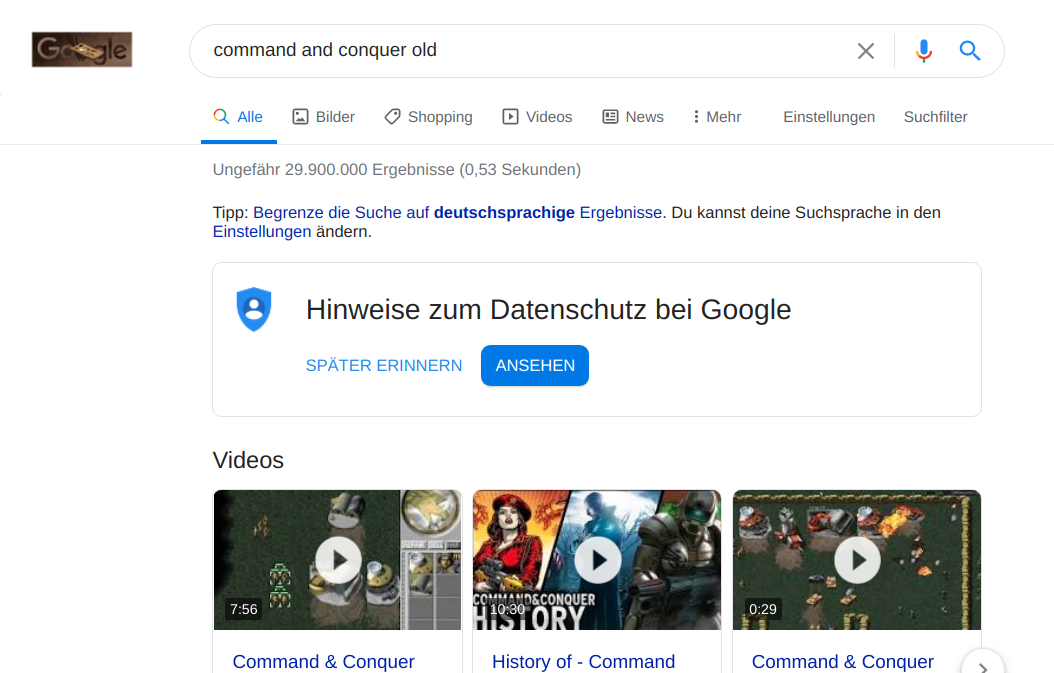 Google
command and conquer old
Alle Bilder Shopping Videos News Mehr Einstellungen Suchfilter
Ungefähr 29.900.000 Ergebnisse (0,53 Sekunden)
Tipp: Begrenze die Suche auf deutschsprachige Ergebnisse. Du kannst deine Suchsprache in den
Einstellungen ändern.
Hinweise zum Datenschutz bei Google
SPÄTER ERINNERN ANSEHEN
Videos
7:56
COMMAND&CONQUER
HISTORY
10:30
0:29
Command & Conquer
History of - Command
Command & Conquer